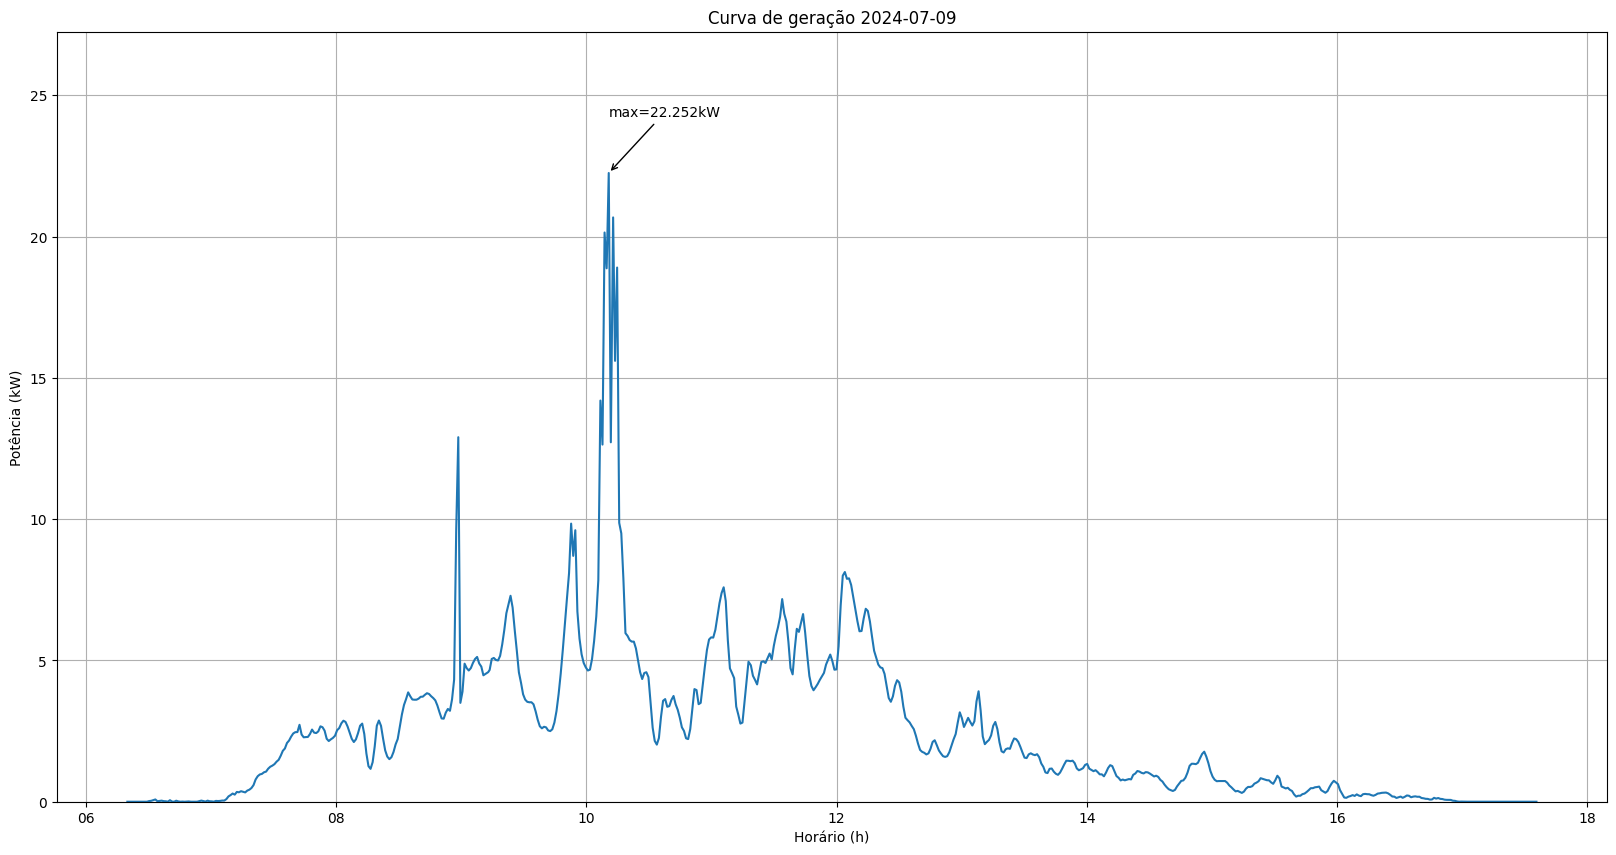 Curva de geração 2024-07-09
25
20
15
10
5
0
max=22.252kW
Potência (kW)
06 08 10 12 14 16 18
Horário (h)